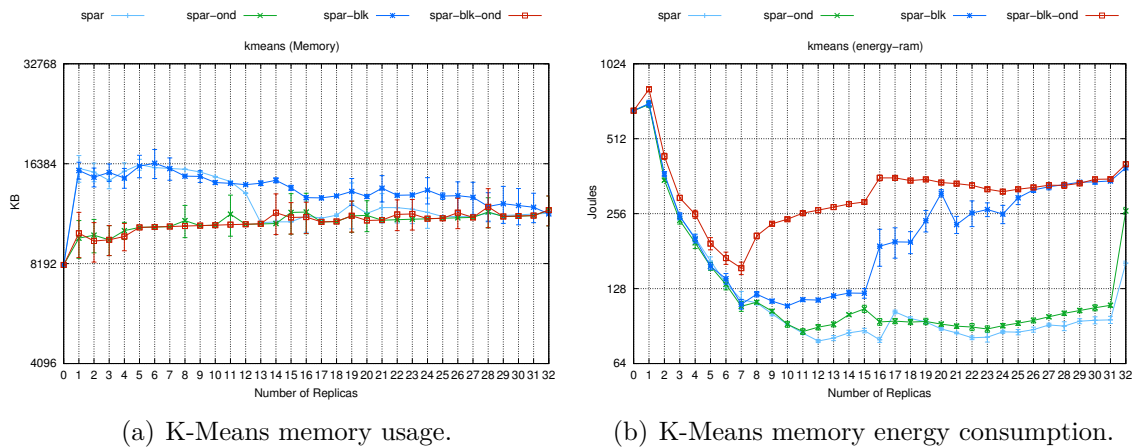 spar spar-ond spar-blk spar-blk-ond
kmeans (Memory)
32768
16384
8192
4096
KB
0 1 2 3 4 5 6 7 8 9 10 11 12 13 14 15 16 17 18 19 20 21 22 23 24 25 26 27 28 29 30 31 32
Number of Replicas
(a) K-Means memory usage.
spar spar-ond spar-blk spar-blk-ond
kmeans (energy-ram)
1024
512
256
128
64
Joules
0 1 2 3 4 5 6 7 8 9 10 11 12 13 14 15 16 17 18 19 20 21 22 23 24 25 26 27 28 29 30 31 32
Number of Replicas
(b) K-Means memory energy consumption.